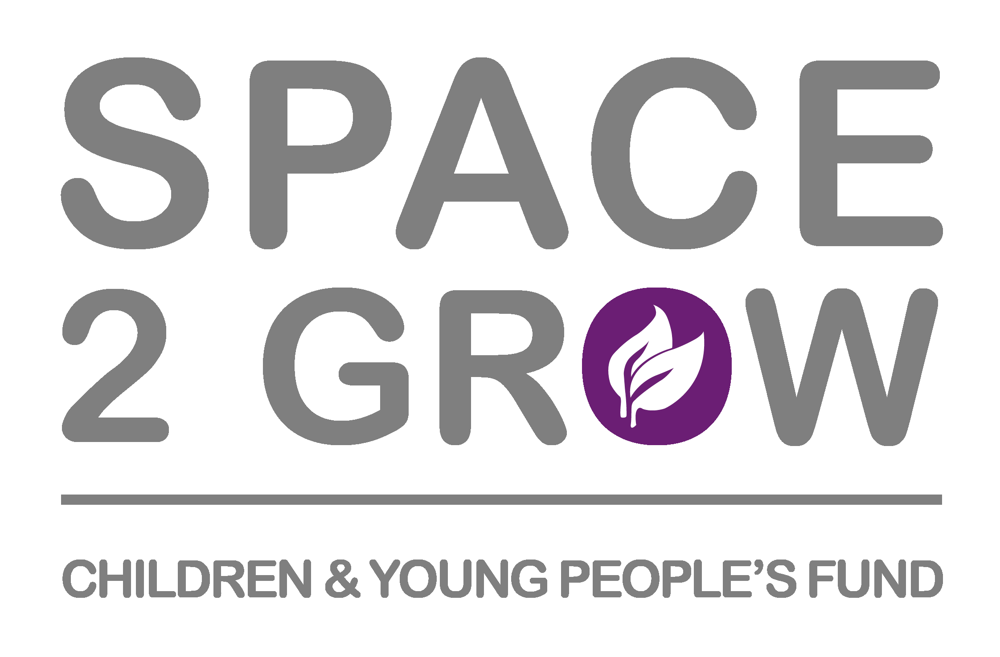 SPACE
2 GROW
CHILDREN & YOUNG PEOPLE’S FUND